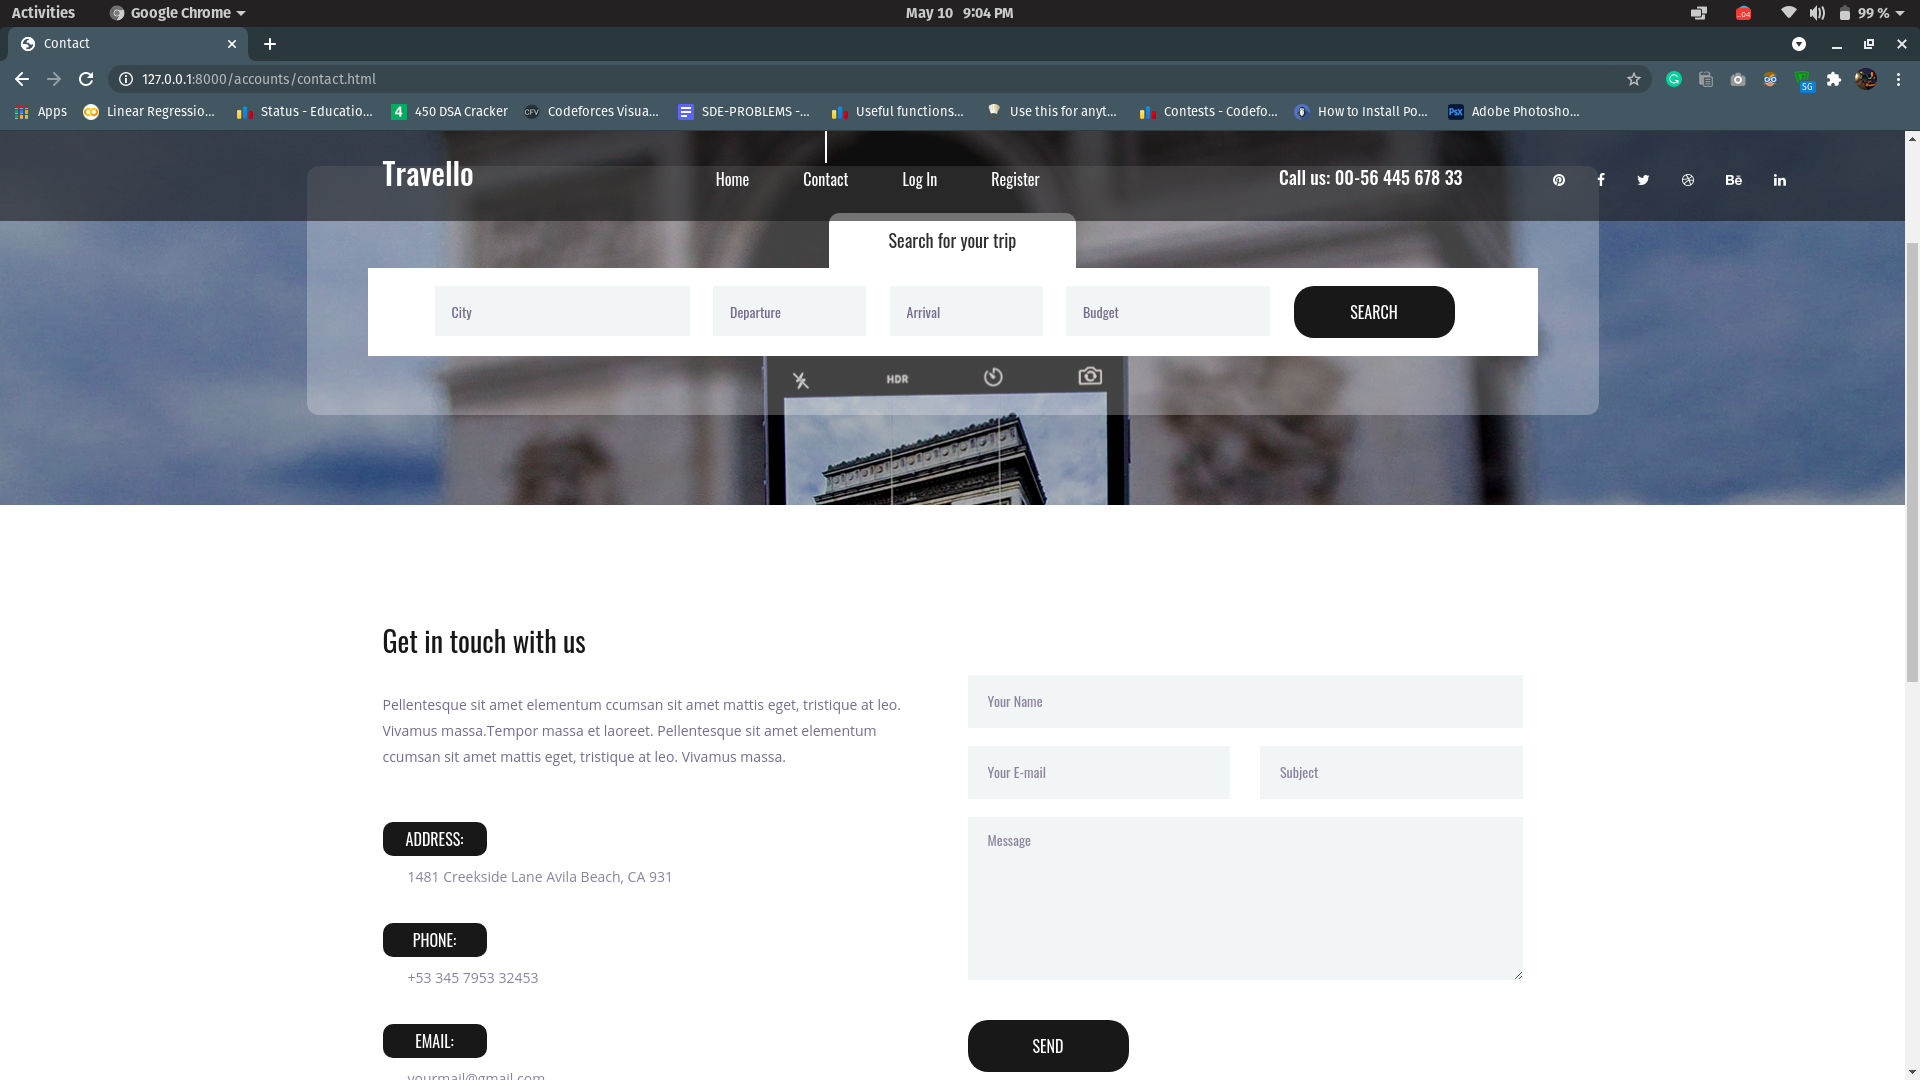 Activities
Google Chrome
May 10 9:04 PM
99 %
Contact
127.0.0.1:8000/accounts/contact.html
Apps
Linear Regressio...
Status - Educatio...
450 DSA Cracker
Codeforces Visua...
SDE-PROBLEMS -...
Useful functions...
Use this for anyt...
Contests - Codefo...
How to Install Po...
Adobe Photosho...
Travello
Home
Contact
Log In
Register
Call us: 00-56 445 678 33
Search for your trip
City
Departure
Arrival
Budget
SEARCH
HDR
Get in touch with us
Pellentesque sit amet elementum ccumsan sit amet mattis eget, tristique at leo.
Vivamus massa.Tempor massa et laoreet. Pellentesque sit amet elementum
ccumsan sit amet mattis eget, tristique at leo. Vivamus massa.
ADDRESS:
1481 Creekside Lane Avila Beach, CA 931
PHONE:
+53 345 7953 32453
EMAIL:
yourmail@gmail.com
Your Name
Your E-mail
Subject
Message
SEND